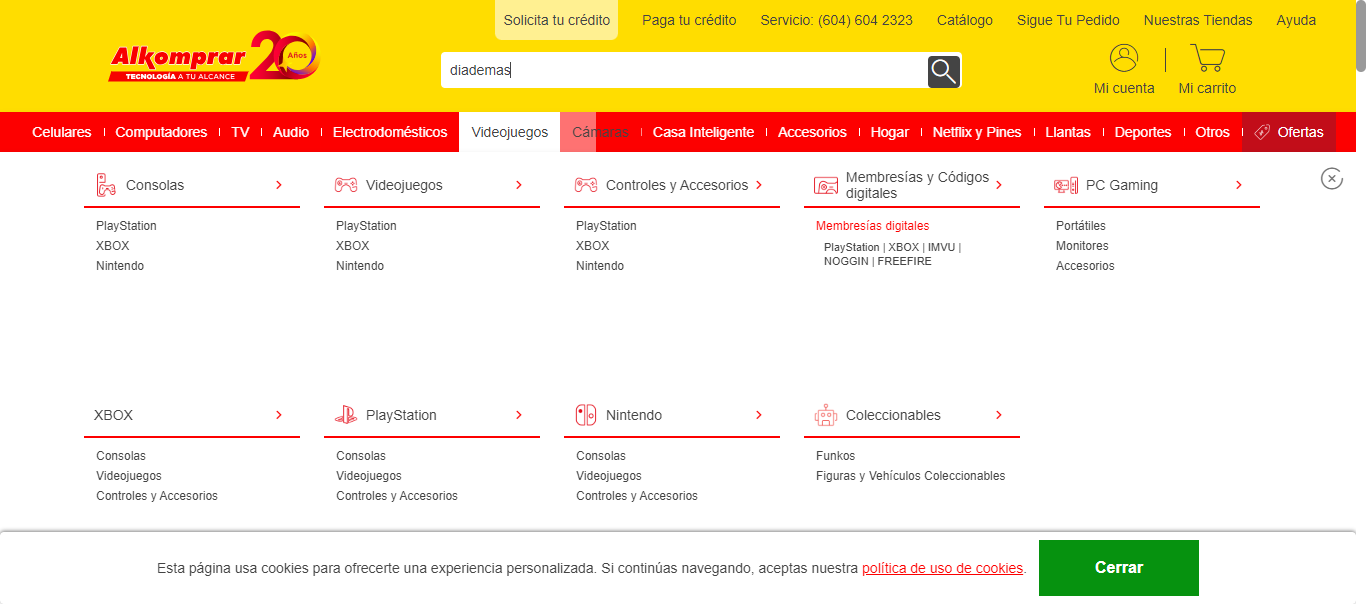 Solicita tu crédito Paga tu crédito Servicio: (604) 604 2323 Catálogo Sigue Tu Pedido Nuestras Tiendas Ayuda
Alkomprar 20 Años
TECNOLOGÍA A TU ALCANCE
diademas
Mi cuenta Mi carrito
Celulares Computadores TV Audio Electrodomésticos Videojuegos Cámaras Casa Inteligente Accesorios Hogar Netflix y Pines Llantas Deportes Otros Ofertas
Consolas
PlayStation
XBOX
Nintendo
Videojuegos
PlayStation
XBOX
Nintendo
Controles y Accesorios
PlayStation
XBOX
Nintendo
Membresías y Códigos
digitales
Membresías digitales
PlayStation | XBOX | IMVU |
NOGGIN | FREEFIRE
PC Gaming
Portátiles
Monitores
Accesorios
XBOX
Consolas
Videojuegos
Controles y Accesorios
PlayStation
Consolas
Videojuegos
Controles y Accesorios
Nintendo
Consolas
Videojuegos
Controles y Accesorios
Coleccionables
Funkos
Figuras y Vehículos Coleccionables
Esta página usa cookies para ofrecerte una experiencia personalizada. Si continúas navegando, aceptas nuestra política de uso de cookies.
Cerrar